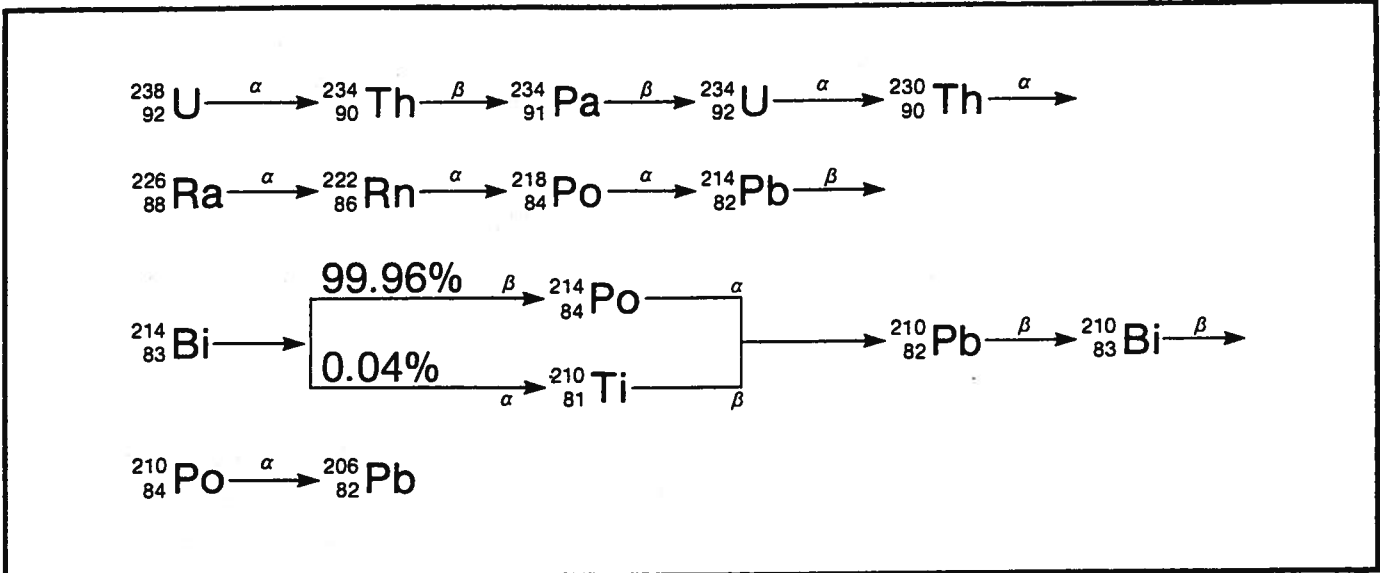 ²³⁸₉₂U —α→ ²³⁴₉₀Th —β→ ²³⁴₉₁Pa —β→ ²³⁴₉₂U —α→ ²³⁰₉₀Th —α→
²²⁶₈₈Ra —α→ ²²²₈₆Rn —α→ ²¹⁸₈₄Po —α→ ²¹⁴₈₂Pb —β→
99.96% β → ²¹⁴₈₄Po — α
²¹⁴₈₃Bi → → ²¹⁰₈₂Pb —β→ ²¹⁰₈₃Bi —β→
0.04% α → ²¹⁰₈₁Ti — β
²¹⁰₈₄Po —α→ ²⁰⁶₈₂Pb